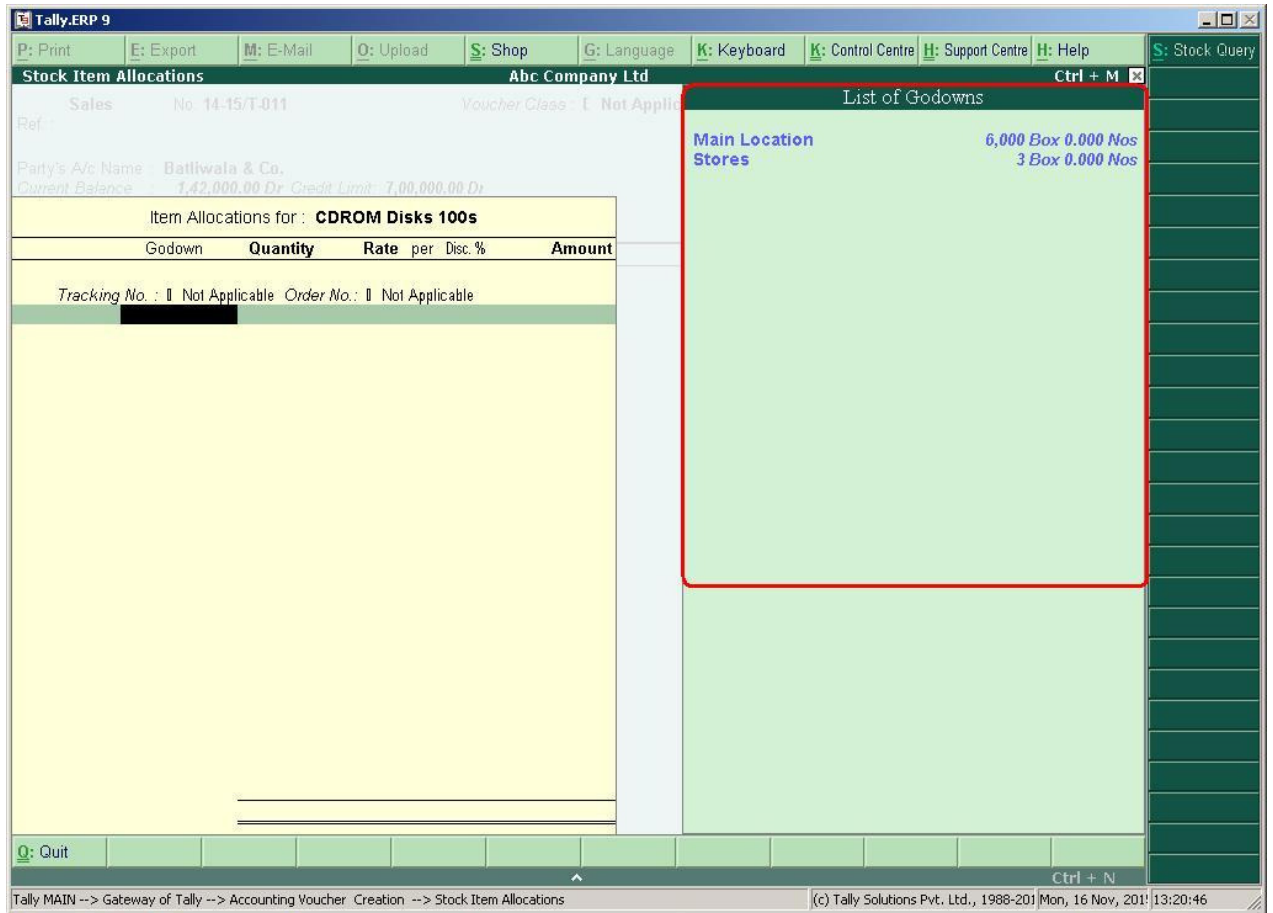 Tally.ERP 9
P: Print E: Export M: E-Mail O: Upload S: Shop G: Language K: Keyboard K: Control Centre H: Support Centre H: Help S: Stock Query
Stock Item Allocations Abc Company Ltd Ctrl + M
Sales No. 14-15/T-011 Voucher Class : Not Applic
Ref. :
Party's A/c Name : Batliwala & Co.
Current Balance : 1,42,000.00 Dr Credit Limit: 7,00,000.00 Dr
List of Godowns
Main Location 6,000 Box 0.000 Nos
Stores 3 Box 0.000 Nos
Item Allocations for : CDROM Disks 100s
Godown Quantity Rate per Disc. % Amount
Tracking No. : Not Applicable Order No.: Not Applicable
Q: Quit
Ctrl + N
Tally MAIN --> Gateway of Tally --> Accounting Voucher Creation --> Stock Item Allocations (c) Tally Solutions Pvt. Ltd., 1988-201 Mon, 16 Nov, 201 13:20:46